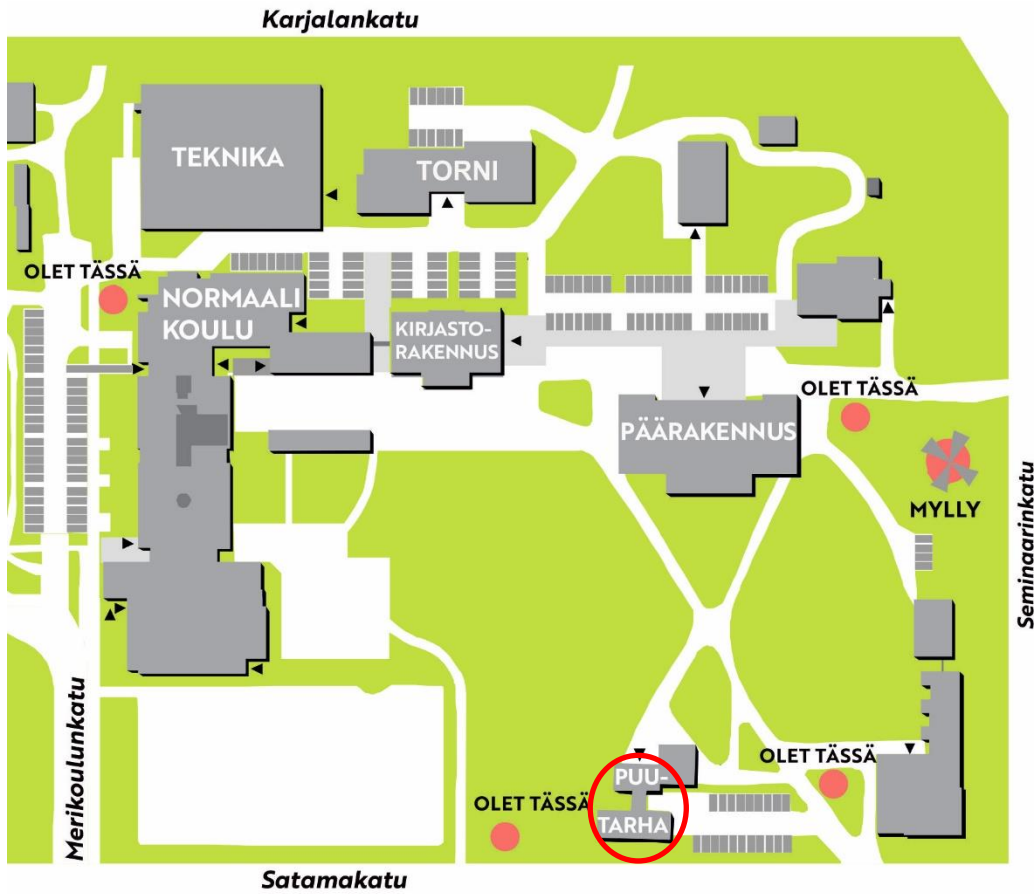 Karjalankatu
TEKNIKA
TORNI
OLET TÄSSÄ
NORMAALI
KOULU
KIRJASTO-
RAKENNUS
OLET TÄSSÄ
PÄÄRAKENNUS
MYLLY
Seminaarinkatu
Merikoulunkatu
OLET TÄSSÄ
PUU-
TARHA
OLET TÄSSÄ
Satamakatu